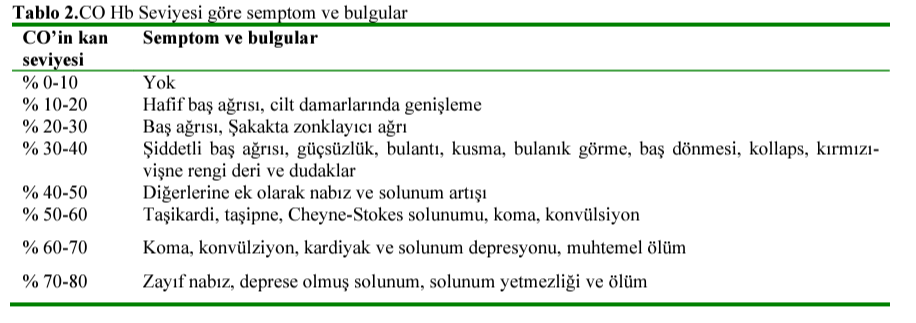 Tablo 2.CO Hb Seviyesi göre semptom ve bulgular
CO’in kan seviyesi Semptom ve bulgular
% 0-10 Yok
% 10-20 Hafif baş ağrısı, cilt damarlarında genişleme
% 20-30 Baş ağrısı, Şakakta zonklayıcı ağrı
% 30-40 Şiddetli baş ağrısı, güçsüzlük, bulantı, kusma, bulanık görme, baş dönmesi, kollaps, kırmızı-
vişne rengi deri ve dudaklar
% 40-50 Diğerlerine ek olarak nabız ve solunum artışı
% 50-60 Taşikardi, taşipne, Cheyne-Stokes solunumu, koma, konvülsiyon
% 60-70 Koma, konvülziyon, kardiyak ve solunum depresyonu, muhtemel ölüm
% 70-80 Zayıf nabız, deprese olmuş solunum, solunum yetmezliği ve ölüm